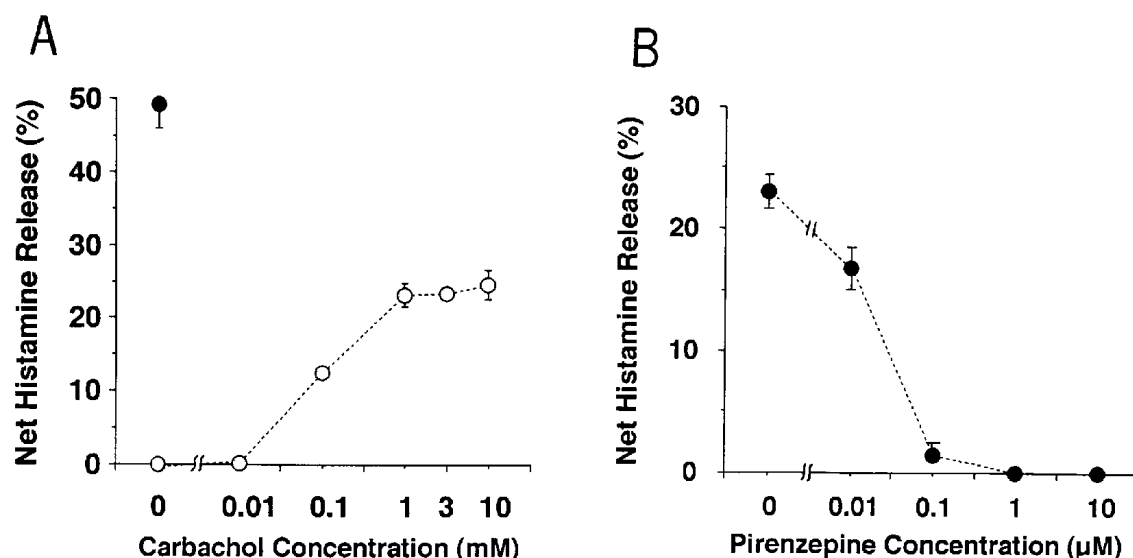 A
Net Histamine Release (%)
50
40
30
20
10
0
0 0.01 0.1 1 3 10
Carbachol Concentration (mM)
B
Net Histamine Release (%)
30
20
10
0
0 0.01 0.1 1 10
Pirenzepine Concentration (μM)